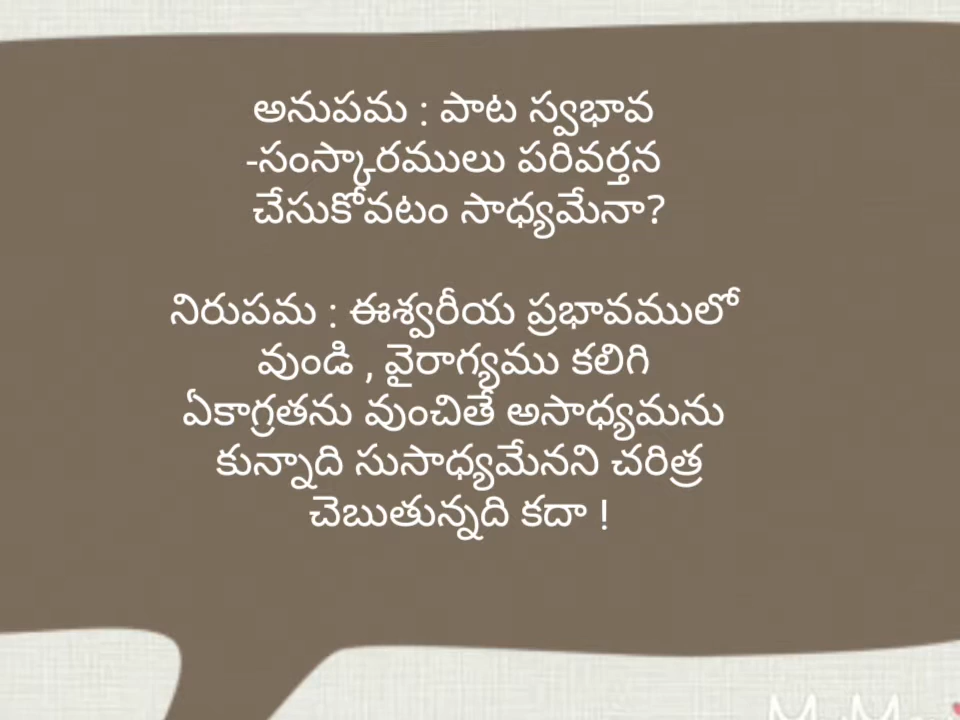 అనుపమ : పాట స్వభావ
-సంస్కారములు పరివర్తన
చేసుకోవటం సాధ్యమేనా?
నిరుపమ : ఈశ్వరీయ ప్రభావములో
వుండి , వైరాగ్యము కలిగి
ఏకాగ్రతను వుంచితే అసాధ్యమను
కున్నాది సుసాధ్యమేనని చరిత్ర
చెబుతున్నది కదా !